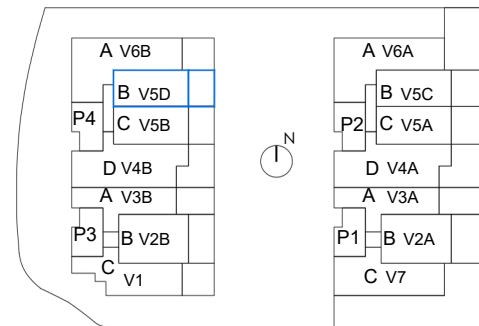 A V6B
B V5D
P4
C V5B
D V4B
A V3B
P3
B V2B
C
V1
N
A V6A
B V5C
P2
C V5A
D V4A
A V3A
P1
B V2A
C V7